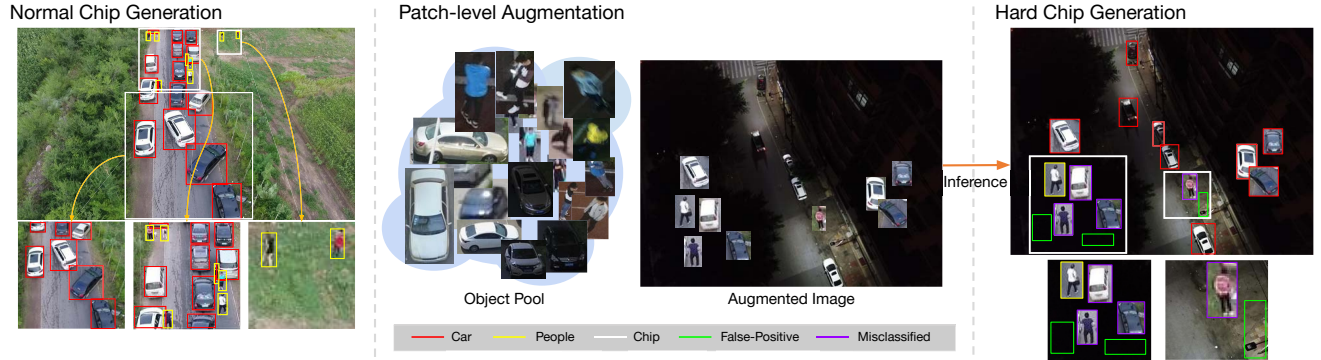 Normal Chip Generation
Patch-level Augmentation
Hard Chip Generation
Inference
Object Pool
Augmented Image
Car
People
Chip
False-Positive
Misclassified